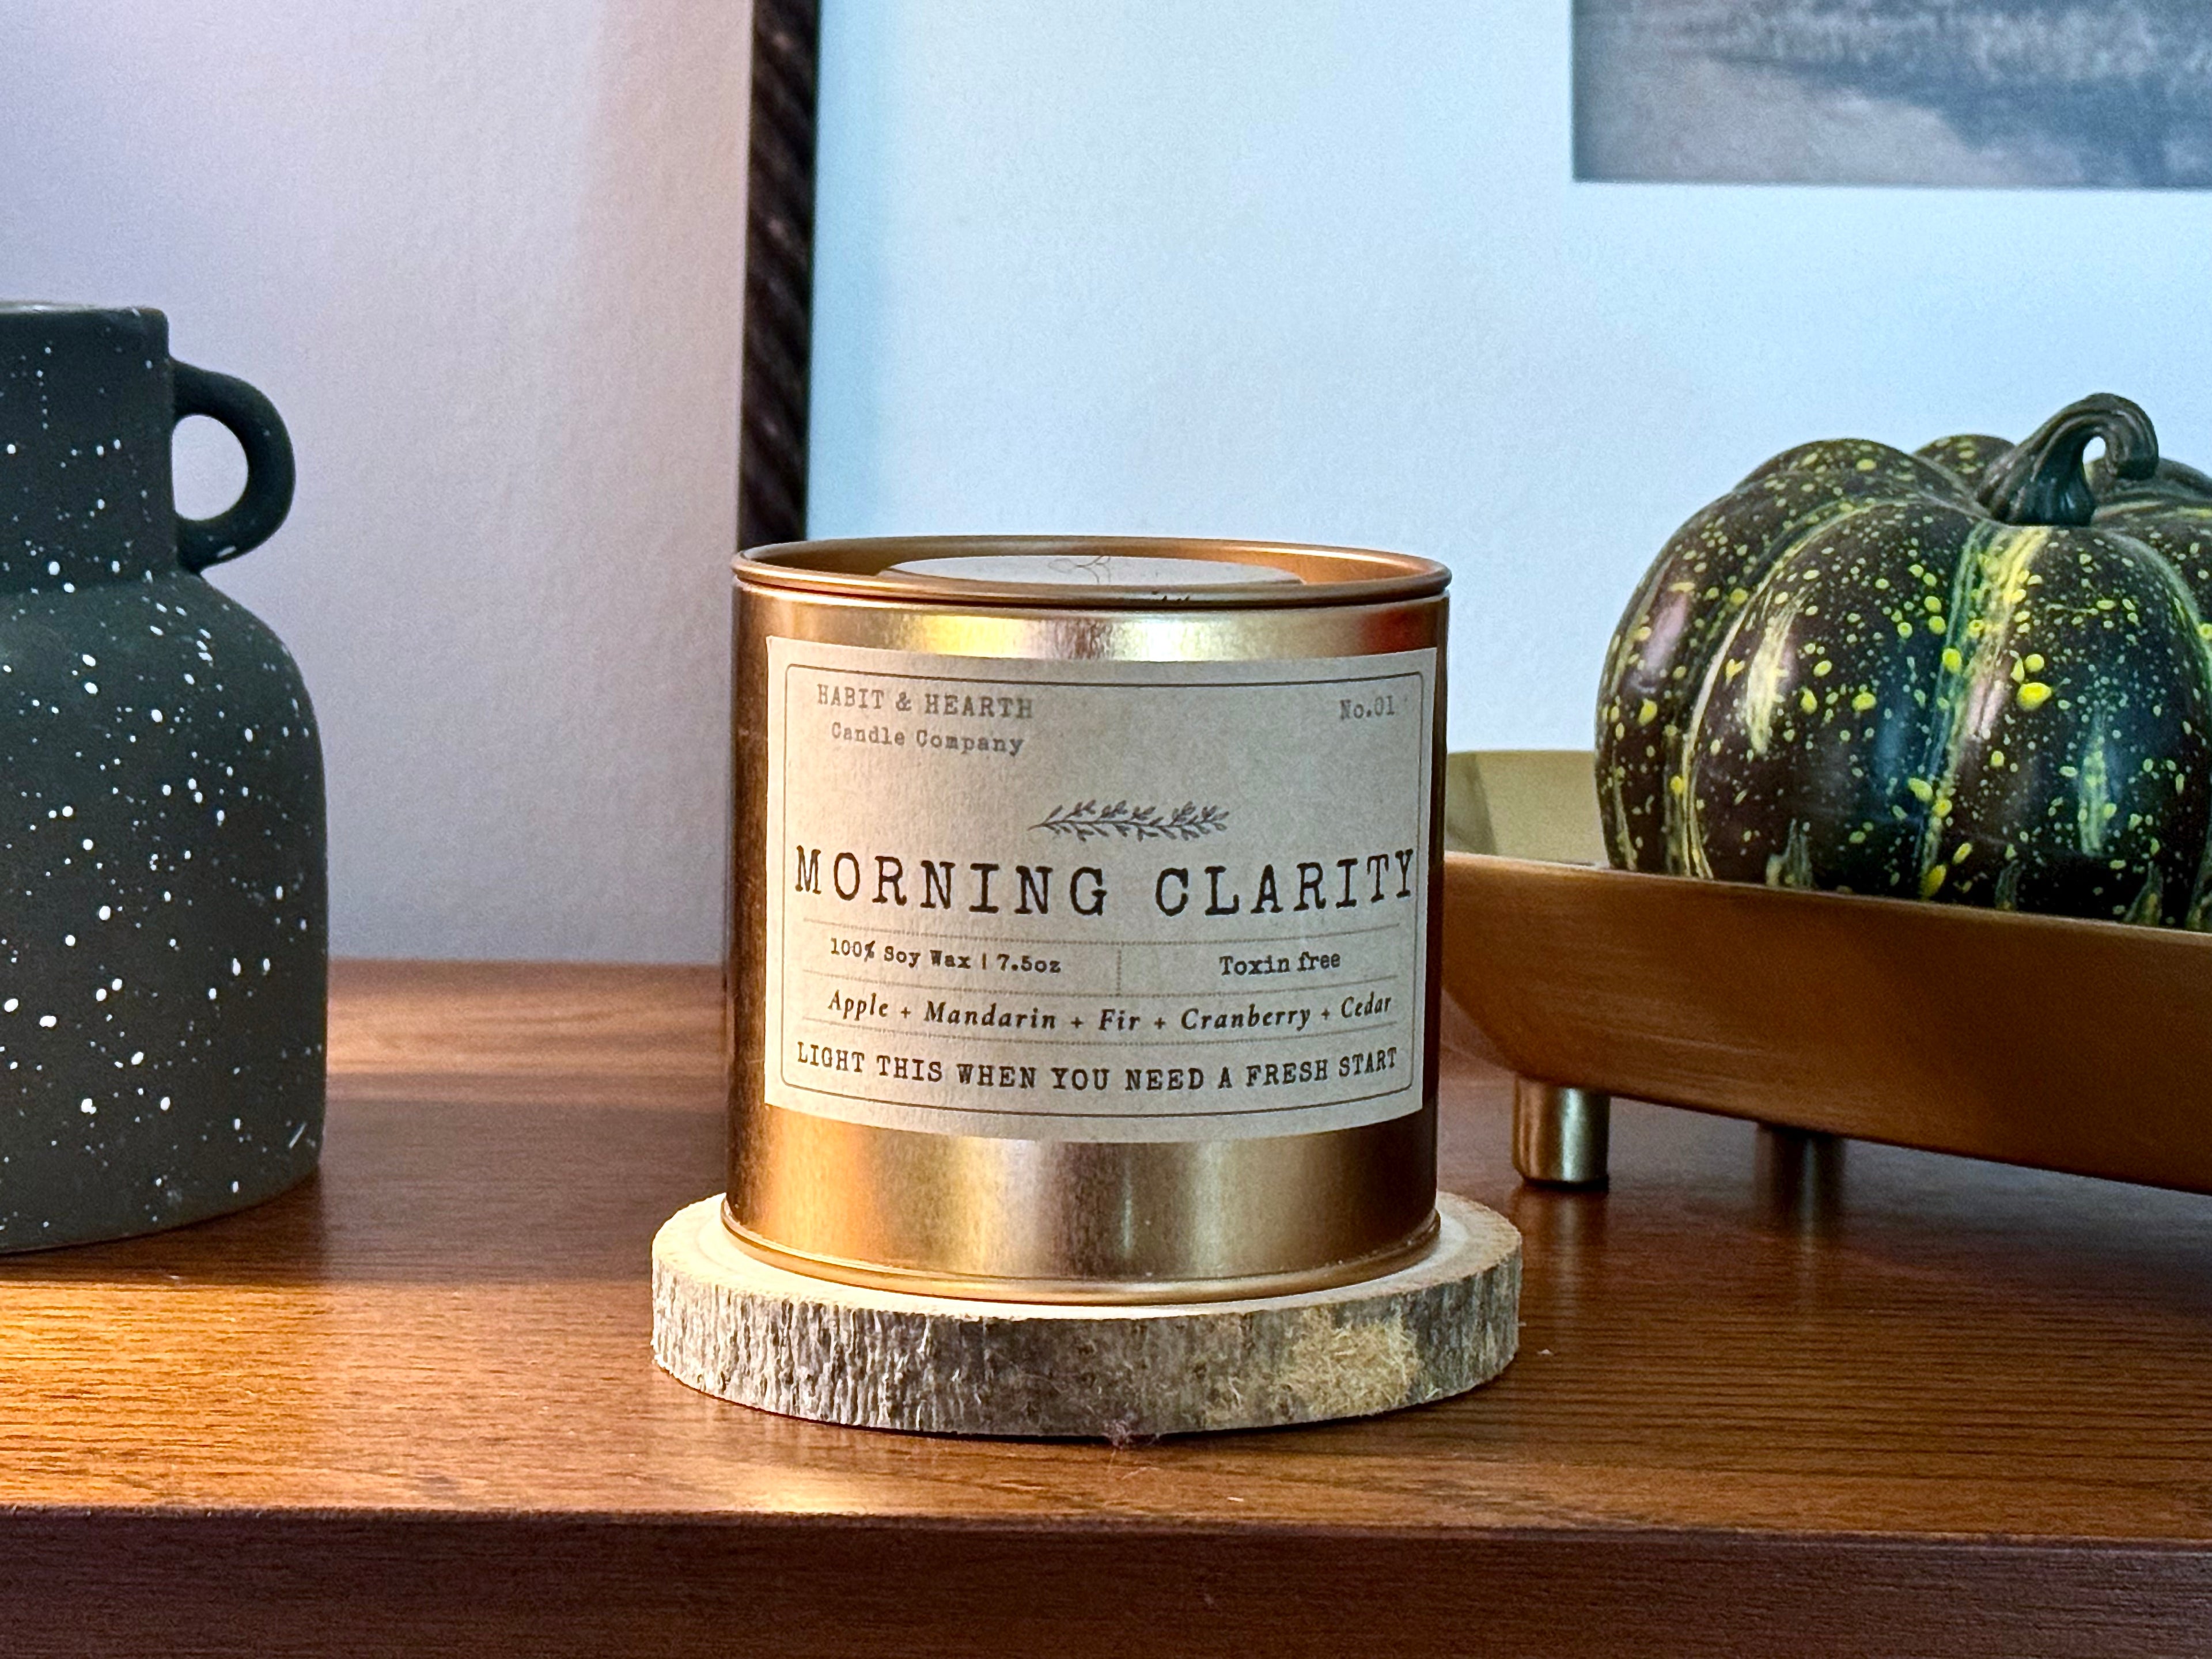 HABIT & HEARTH
Candle Company
No.01
MORNING CLARITY
100% Soy Wax | 7.5oz
Toxin free
Apple + Mandarin + Fir + Cranberry + Cedar
LIGHT THIS WHEN YOU NEED A FRESH START